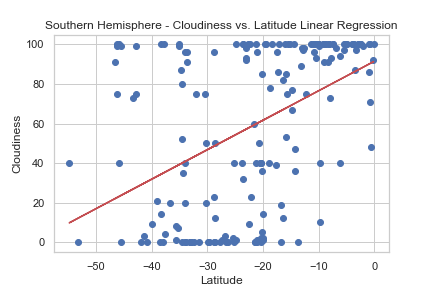 Southern Hemisphere - Cloudiness vs. Latitude Linear Regression
100
80
60
40
20
0
Cloudiness
−50 −40 −30 −20 −10 0
Latitude